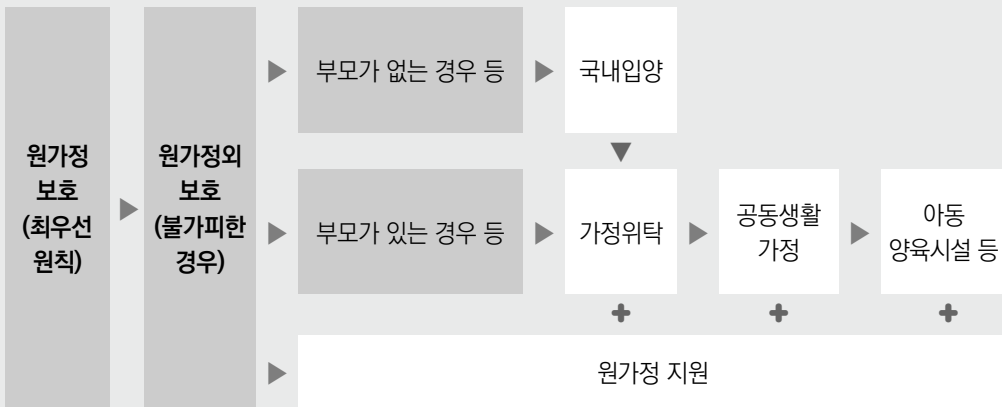 원가정
보호
(최우선
원칙)
원가정외
보호
(불가피한
경우)
부모가 없는 경우 등
국내입양
부모가 있는 경우 등
가정위탁
공동생활
가정
아동
양육시설 등
원가정 지원